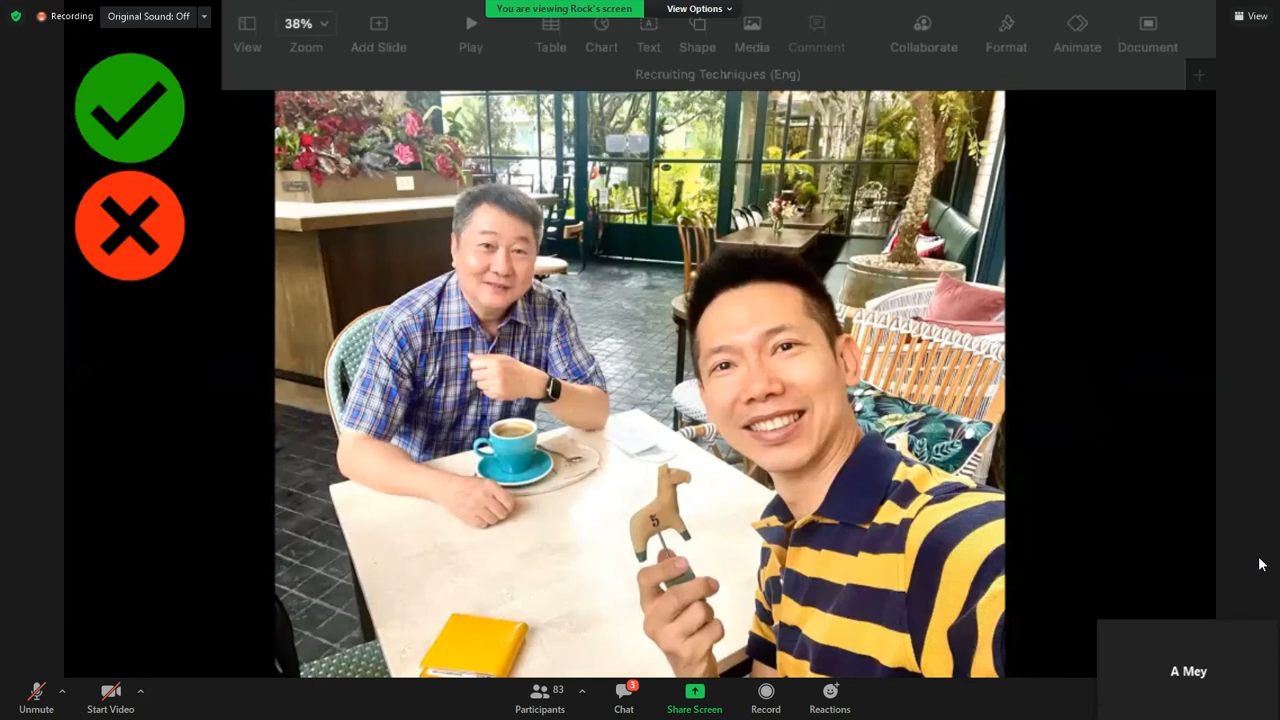 Recording
Original Sound: Off
You are viewing Rock's screen
View Options
View
38%
View
Zoom
Add Slide
Play
Table
Chart
Text
Shape
Media
Comment
Collaborate
Format
Animate
Document
Recruiting Techniques (Eng)
5
A Mey
Unmute
Start Video
83
Participants
3
Chat
Share Screen
Record
Reactions